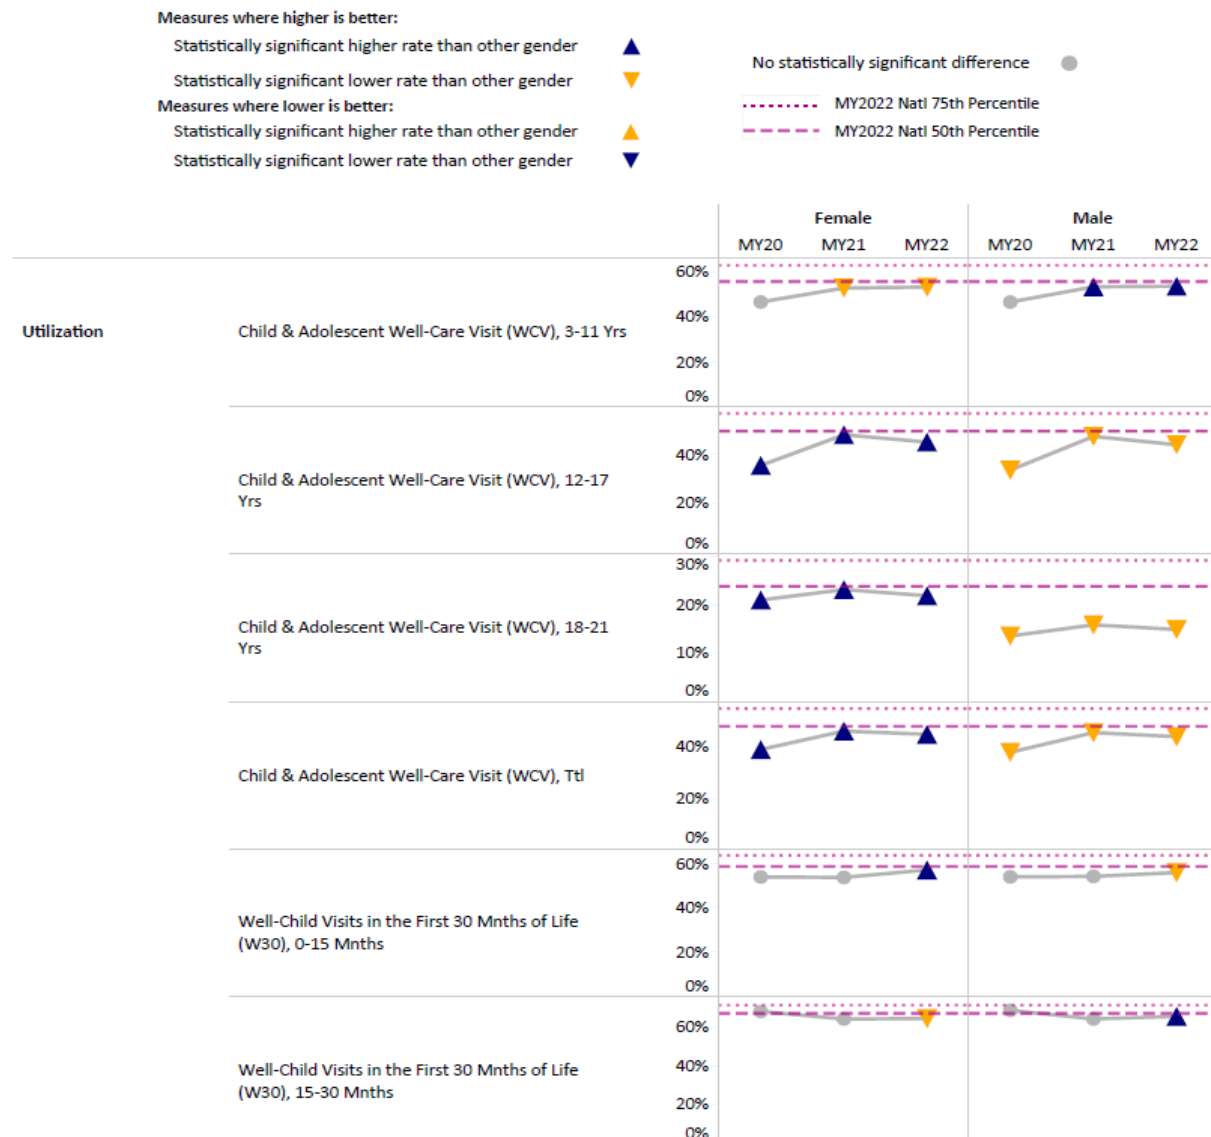 Measures where higher is better:
Statistically significant higher rate than other gender
Statistically significant lower rate than other gender
Measures where lower is better:
Statistically significant higher rate than other gender
Statistically significant lower rate than other gender
No statistically significant difference
MY2022 Natl 75th Percentile
MY2022 Natl 50th Percentile
Female
Male
MY20 MY21 MY22 MY20 MY21 MY22
Utilization
Child & Adolescent Well-Care Visit (WCV), 3-11 Yrs
60%
40%
20%
0%
Child & Adolescent Well-Care Visit (WCV), 12-17
Yrs
40%
20%
0%
Child & Adolescent Well-Care Visit (WCV), 18-21
Yrs
30%
20%
10%
0%
Child & Adolescent Well-Care Visit (WCV), Ttl
40%
20%
0%
Well-Child Visits in the First 30 Mnths of Life
(W30), 0-15 Mnths
60%
40%
20%
0%
Well-Child Visits in the First 30 Mnths of Life
(W30), 15-30 Mnths
60%
40%
20%
0%